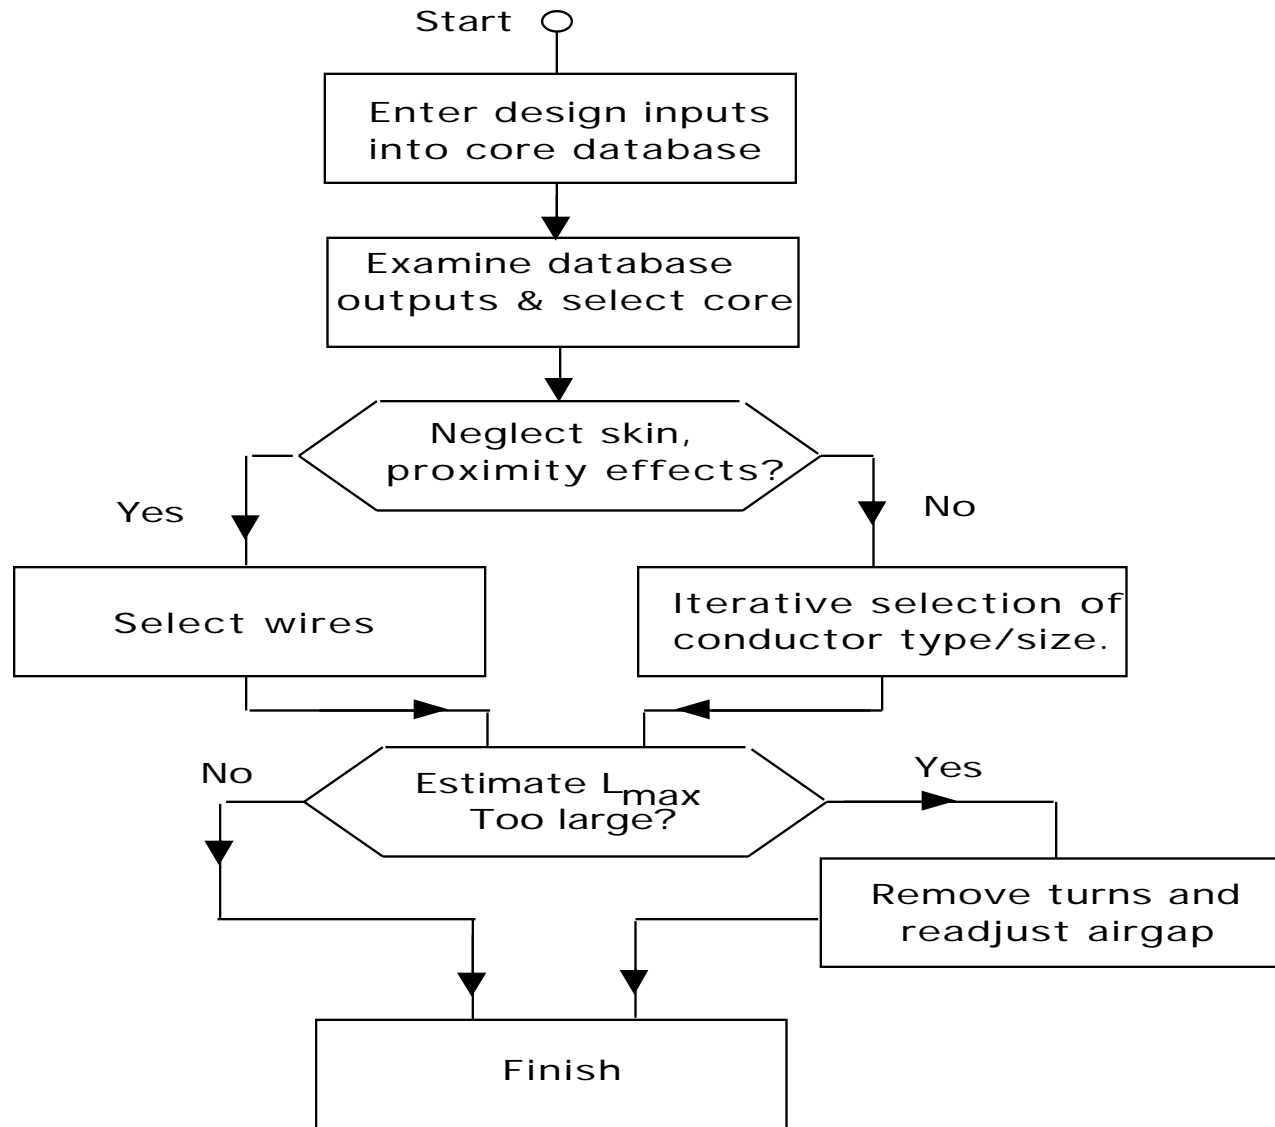 Start
Enter design inputs
into core database
Examine database
outputs & select core
Neglect skin,
proximity effects?
Yes
No
Select wires
Iterative selection of
conductor type/size.
No
Estimate Lmax
Too large?
Yes
Remove turns and
readjust airgap
Finish